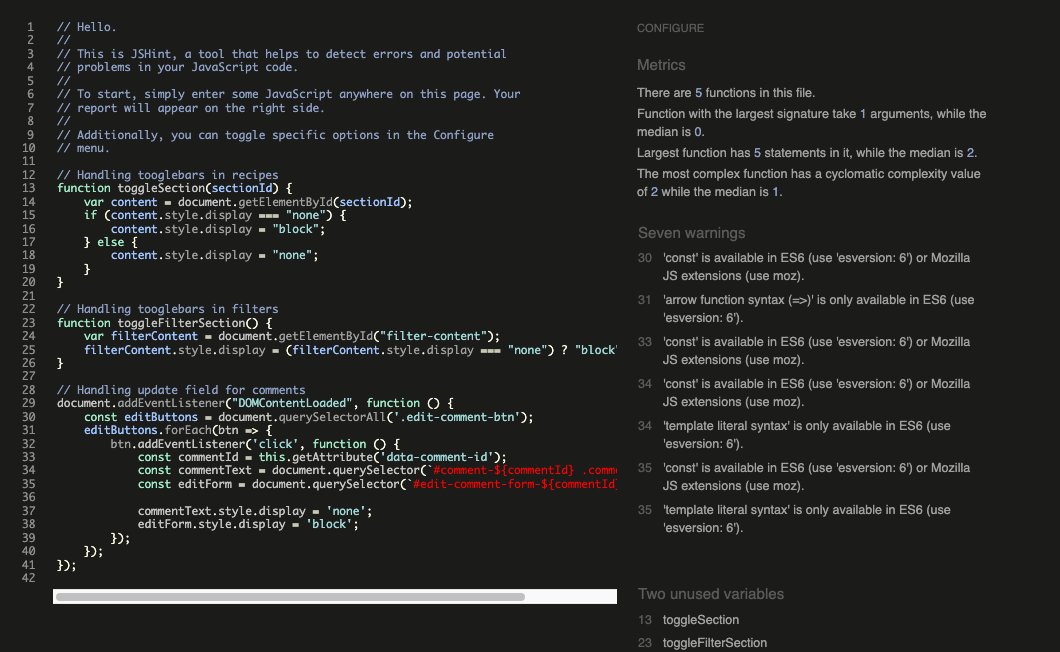 1 // Hello.
2 //
3 // This is JSHint, a tool that helps to detect errors and potential
4 // problems in your JavaScript code.
5 //
6 // To start, simply enter some JavaScript anywhere on this page. Your
7 // report will appear on the right side.
8 //
9 // Additionally, you can toggle specific options in the Configure
10 // menu.
11
12 // Handling tooglebars in recipes
13 function toggleSection(sectionId) {
14     var content = document.getElementById(sectionId);
15     if (content.style.display === "none") {
16         content.style.display = "block";
17     } else {
18         content.style.display = "none";
19     }
20 }
21
22 // Handling tooglebars in filters
23 function toggleFilterSection() {
24     var filterContent = document.getElementById("filter-content");
25     filterContent.style.display = (filterContent.style.display === "none") ? "block'
26 }
27
28 // Handling update field for comments
29 document.addEventListener("DOMContentLoaded", function () {
30     const editButtons = document.querySelectorAll('.edit-comment-btn');
31     editButtons.forEach(btn => {
32         btn.addEventListener('click', function () {
33             const commentId = this.getAttribute('data-comment-id');
34             const commentText = document.querySelector(`#comment-${commentId} .comme
35             const editForm = document.querySelector(`#edit-comment-form-${commentId}
36
37             commentText.style.display = 'none';
38             editForm.style.display = 'block';
39         });
40     });
41 });
42
CONFIGURE
Metrics
There are 5 functions in this file.
Function with the largest signature take 1 arguments, while the
median is 0.
Largest function has 5 statements in it, while the median is 2.
The most complex function has a cyclomatic complexity value
of 2 while the median is 1.
Seven warnings
30 'const' is available in ES6 (use 'esversion: 6') or Mozilla
JS extensions (use moz).
31 'arrow function syntax (=>)' is only available in ES6 (use
'esversion: 6').
33 'const' is available in ES6 (use 'esversion: 6') or Mozilla
JS extensions (use moz).
34 'const' is available in ES6 (use 'esversion: 6') or Mozilla
JS extensions (use moz).
34 'template literal syntax' is only available in ES6 (use
'esversion: 6').
35 'const' is available in ES6 (use 'esversion: 6') or Mozilla
JS extensions (use moz).
35 'template literal syntax' is only available in ES6 (use
'esversion: 6').
Two unused variables
13 toggleSection
23 toggleFilterSection